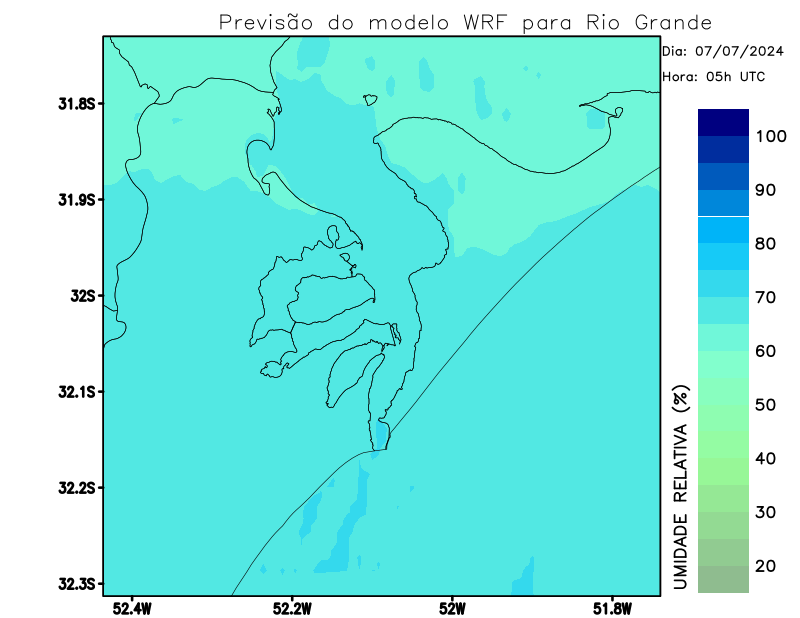 Previsão do modelo WRF para Rio Grande
Dia: 07/07/2024
Hora: 05h UTC
31.8S
31.9S
32S
32.1S
32.2S
32.3S
52.4W
52.2W
52W
51.8W
100
90
80
70
60
50
40
30
20
UMIDADE RELATIVA (%)